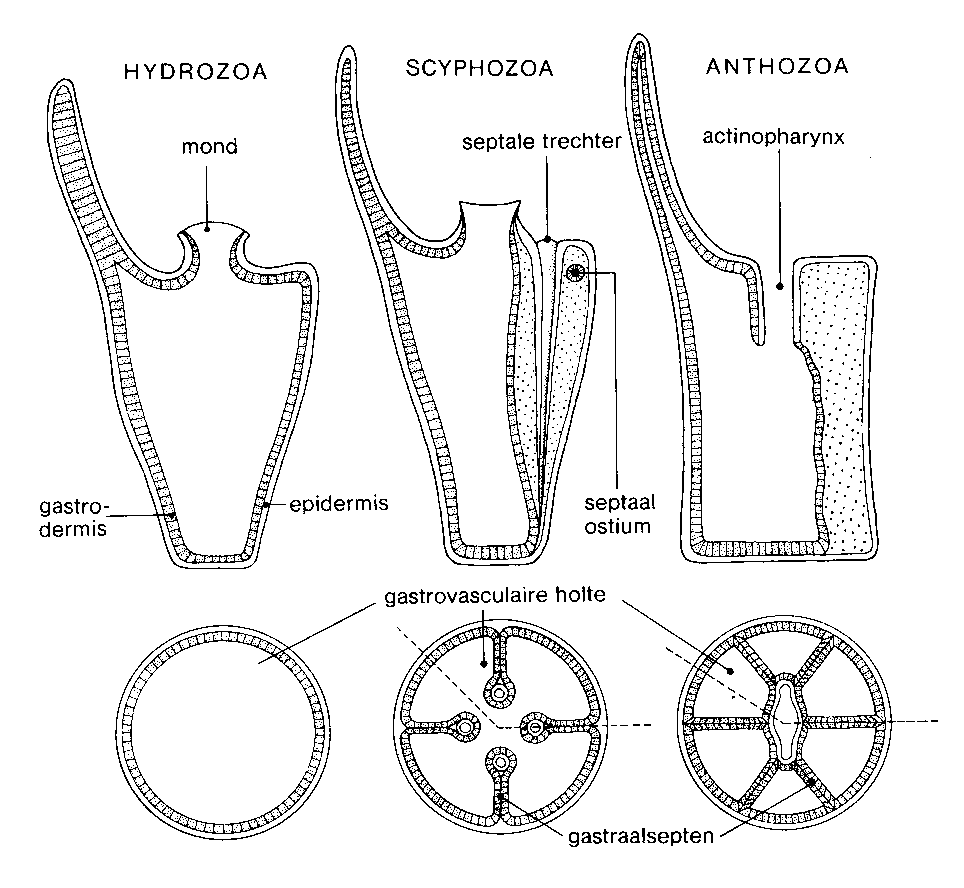 HYDROZOA
SCYPHOZOA
ANTHOZOA
mond
septale trechter
actinopharynx
gastro-
dermis
epidermis
septaal
ostium
gastrovasculaire holte
gastraalsepten